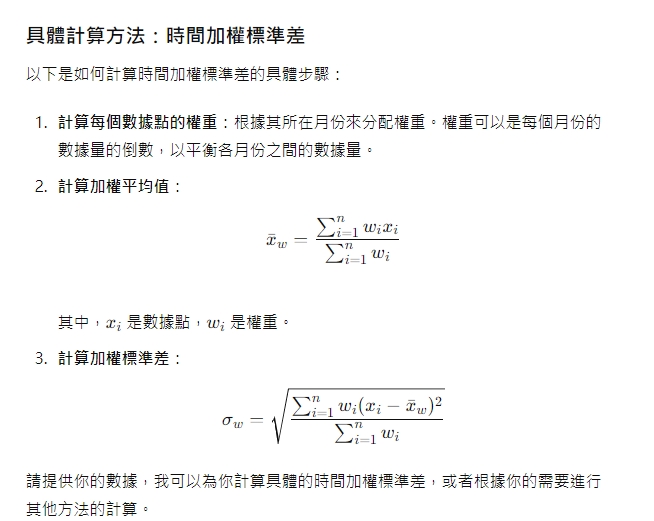 具體計算方法：時間加權標準差
以下是如何計算時間加權標準差的具體步驟：
1. 計算每個數據點的權重：根據其所在月份來分配權重。權重可以是每個月份的
數據量的倒數，以平衡各月份之間的數據量。
2. 計算加權平均值：
x̄_w = \frac{\sum_{i=1}^{n} w_i x_i}{\sum_{i=1}^{n} w_i}
其中，x_i 是數據點，w_i 是權重。
3. 計算加權標準差：
σ_w = \sqrt{\frac{\sum_{i=1}^{n} w_i (x_i - x̄_w)^2}{\sum_{i=1}^{n} w_i}}
請提供你的數據，我可以為你計算具體的時間加權標準差，或者根據你的需要進行
其他方法的計算。